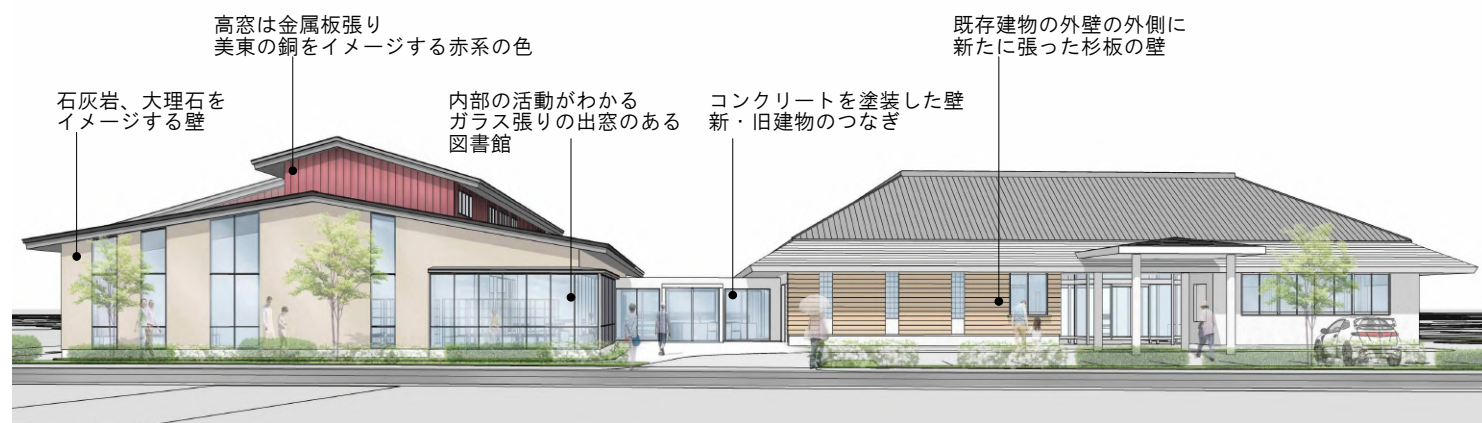 高窓は金属板張り
美東の銅をイメージする赤系の色
既存建物の外壁の外側に
新たに張った杉板の壁
石灰岩、大理石を
イメージする壁
内部の活動がわかる
ガラス張りの出窓のある
図書館
コンクリートを塗装した壁
新・旧建物のつなぎ